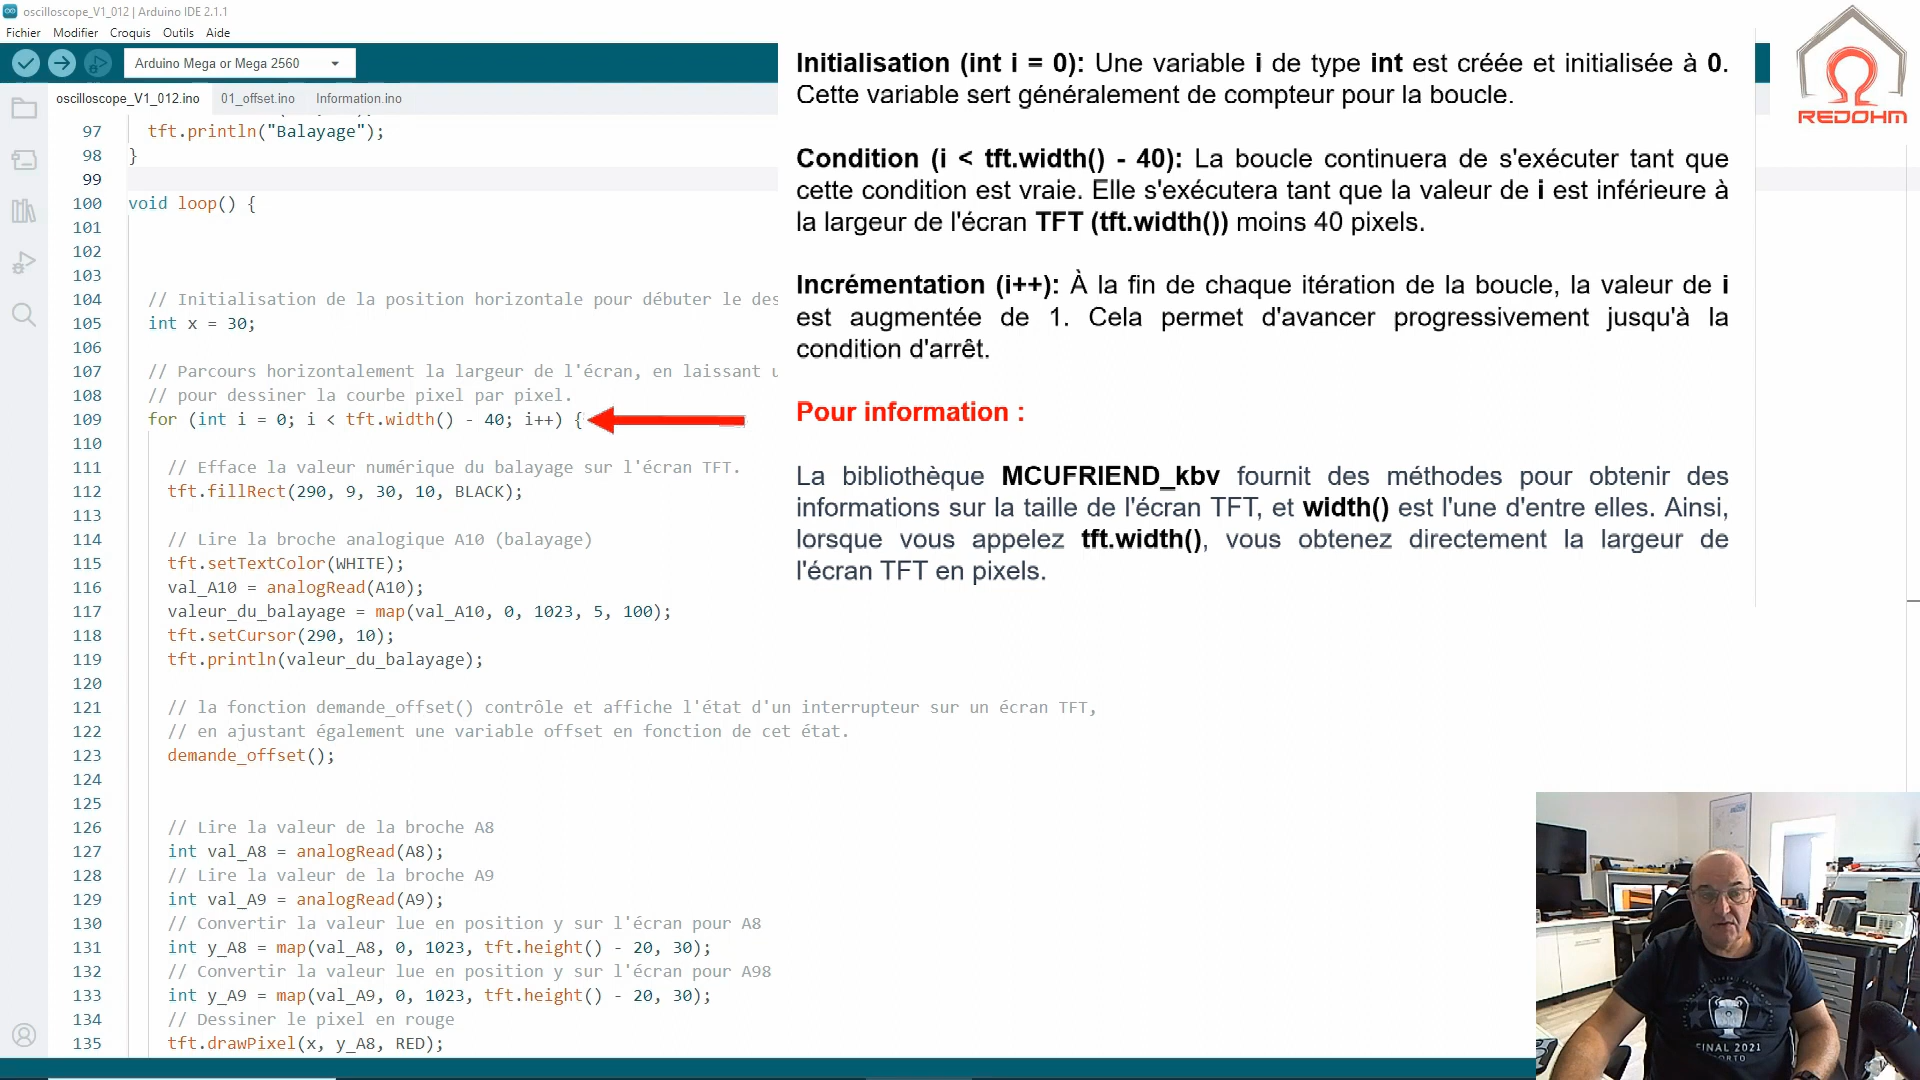 oscilloscope_V1_012 | Arduino IDE 2.1.1
Fichier Modifier Croquis Outils Aide
Arduino Mega or Mega 2560
oscilloscope_V1_012.ino 01_offset.ino Information.ino
97 tft.println("Balayage");
98 }
99
100 void loop() {
101
102
103
104 // Initialisation de la position horizontale pour débuter le des
105 int x = 30;
106
107 // Parcours horizontalement la largeur de l'écran, en laissant u
108 // pour dessiner la courbe pixel par pixel.
109 for (int i = 0; i < tft.width() - 40; i++) {
110
111 // Efface la valeur numérique du balayage sur l'écran TFT.
112 tft.fillRect(290, 9, 30, 10, BLACK);
113
114 // Lire la broche analogique A10 (balayage)
115 tft.setTextColor(WHITE);
116 val_A10 = analogRead(A10);
117 valeur_du_balayage = map(val_A10, 0, 1023, 5, 100);
118 tft.setCursor(290, 10);
119 tft.println(valeur_du_balayage);
120
121 // la fonction demande_offset() contrôle et affiche l'état d'un interrupteur sur un écran TFT,
122 // en ajustant également une variable offset en fonction de cet état.
123 demande_offset();
124
125
126 // Lire la valeur de la broche A8
127 int val_A8 = analogRead(A8);
128 // Lire la valeur de la broche A9
129 int val_A9 = analogRead(A9);
130 // Convertir la valeur lue en position y sur l'écran pour A8
131 int y_A8 = map(val_A8, 0, 1023, tft.height() - 20, 30);
132 // Convertir la valeur lue en position y sur l'écran pour A98
133 int y_A9 = map(val_A9, 0, 1023, tft.height() - 20, 30);
134 // Dessiner le pixel en rouge
135 tft.drawPixel(x, y_A8, RED);
Initialisation (int i = 0): Une variable i de type int est créée et initialisée à 0.
Cette variable sert généralement de compteur pour la boucle.
Condition (i < tft.width() - 40): La boucle continuera de s'exécuter tant que
cette condition est vraie. Elle s'exécutera tant que la valeur de i est inférieure à
la largeur de l'écran TFT (tft.width()) moins 40 pixels.
Incrémentation (i++): À la fin de chaque itération de la boucle, la valeur de i
est augmentée de 1. Cela permet d'avancer progressivement jusqu'à la
condition d'arrêt.
Pour information :
La bibliothèque MCUFRIEND_kbv fournit des méthodes pour obtenir des
informations sur la taille de l'écran TFT, et width() est l'une d'entre elles. Ainsi,
lorsque vous appelez tft.width(), vous obtenez directement la largeur de
l'écran TFT en pixels.
REDOHM
FINAL 2021
PORTO